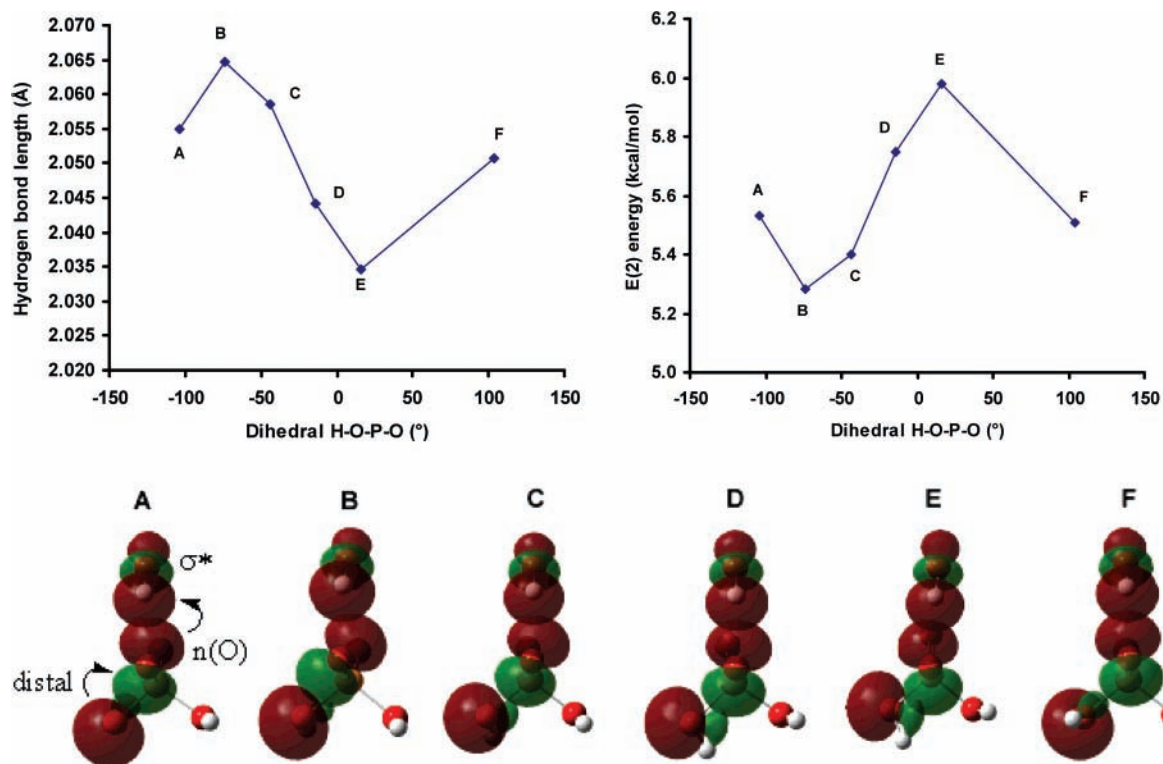 Hydrogen bond length (Å)
2.070
2.065
2.060
2.055
2.050
2.045
2.040
2.035
2.030
2.025
2.020
-150
-100
-50
0
50
100
150
Dihedral H-O-P-O (°)
A
B
C
D
E
F
E(2) energy (kcal/mol)
6.2
6.0
5.8
5.6
5.4
5.2
5.0
-150
-100
-50
0
50
100
150
Dihedral H-O-P-O (°)
A
B
C
D
E
F
A
B
C
D
E
F
σ*
n(O)
distal